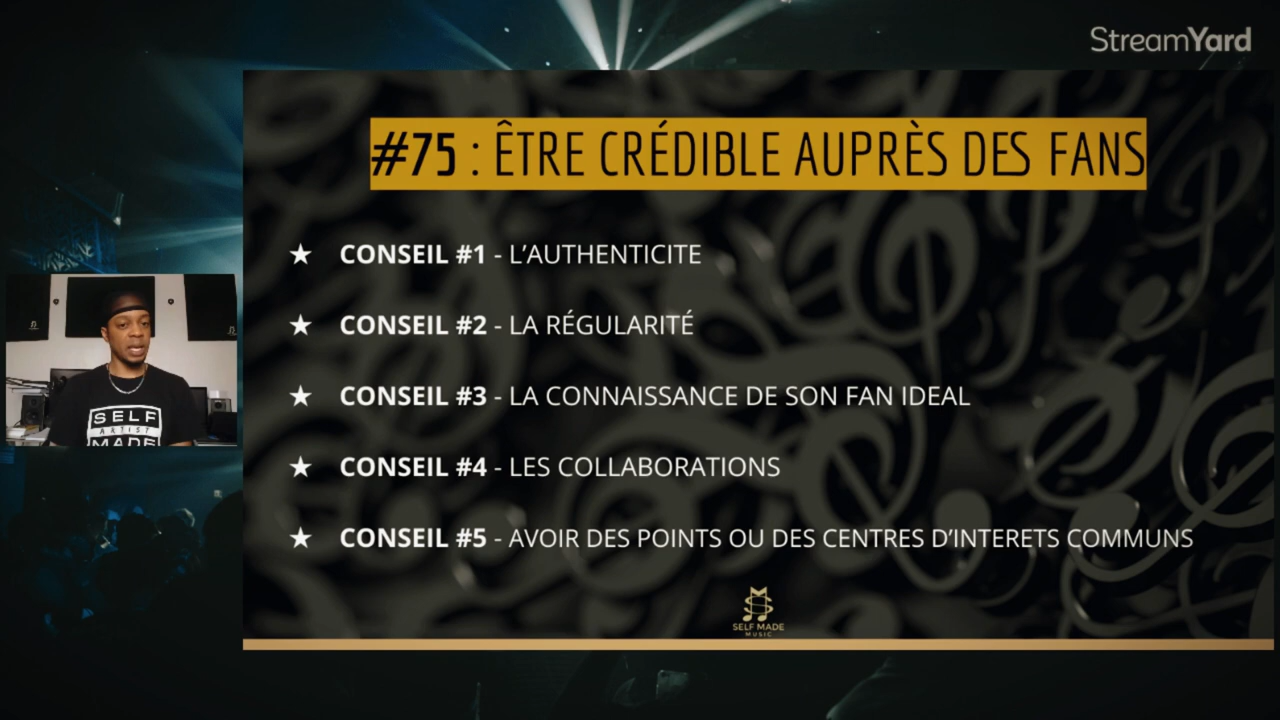 StreamYard
#75 : ÊTRE CRÉDIBLE AUPRÈS DES FANS
★ CONSEIL #1 - L'AUTHENTICITE
★ CONSEIL #2 - LA RÉGULARITÉ
★ CONSEIL #3 - LA CONNAISSANCE DE SON FAN IDEAL
★ CONSEIL #4 - LES COLLABORATIONS
★ CONSEIL #5 - AVOIR DES POINTS OU DES CENTRES D'INTERETS COMMUNS
SELF
ARTIST
MADE
SELF MADE
MUSIC